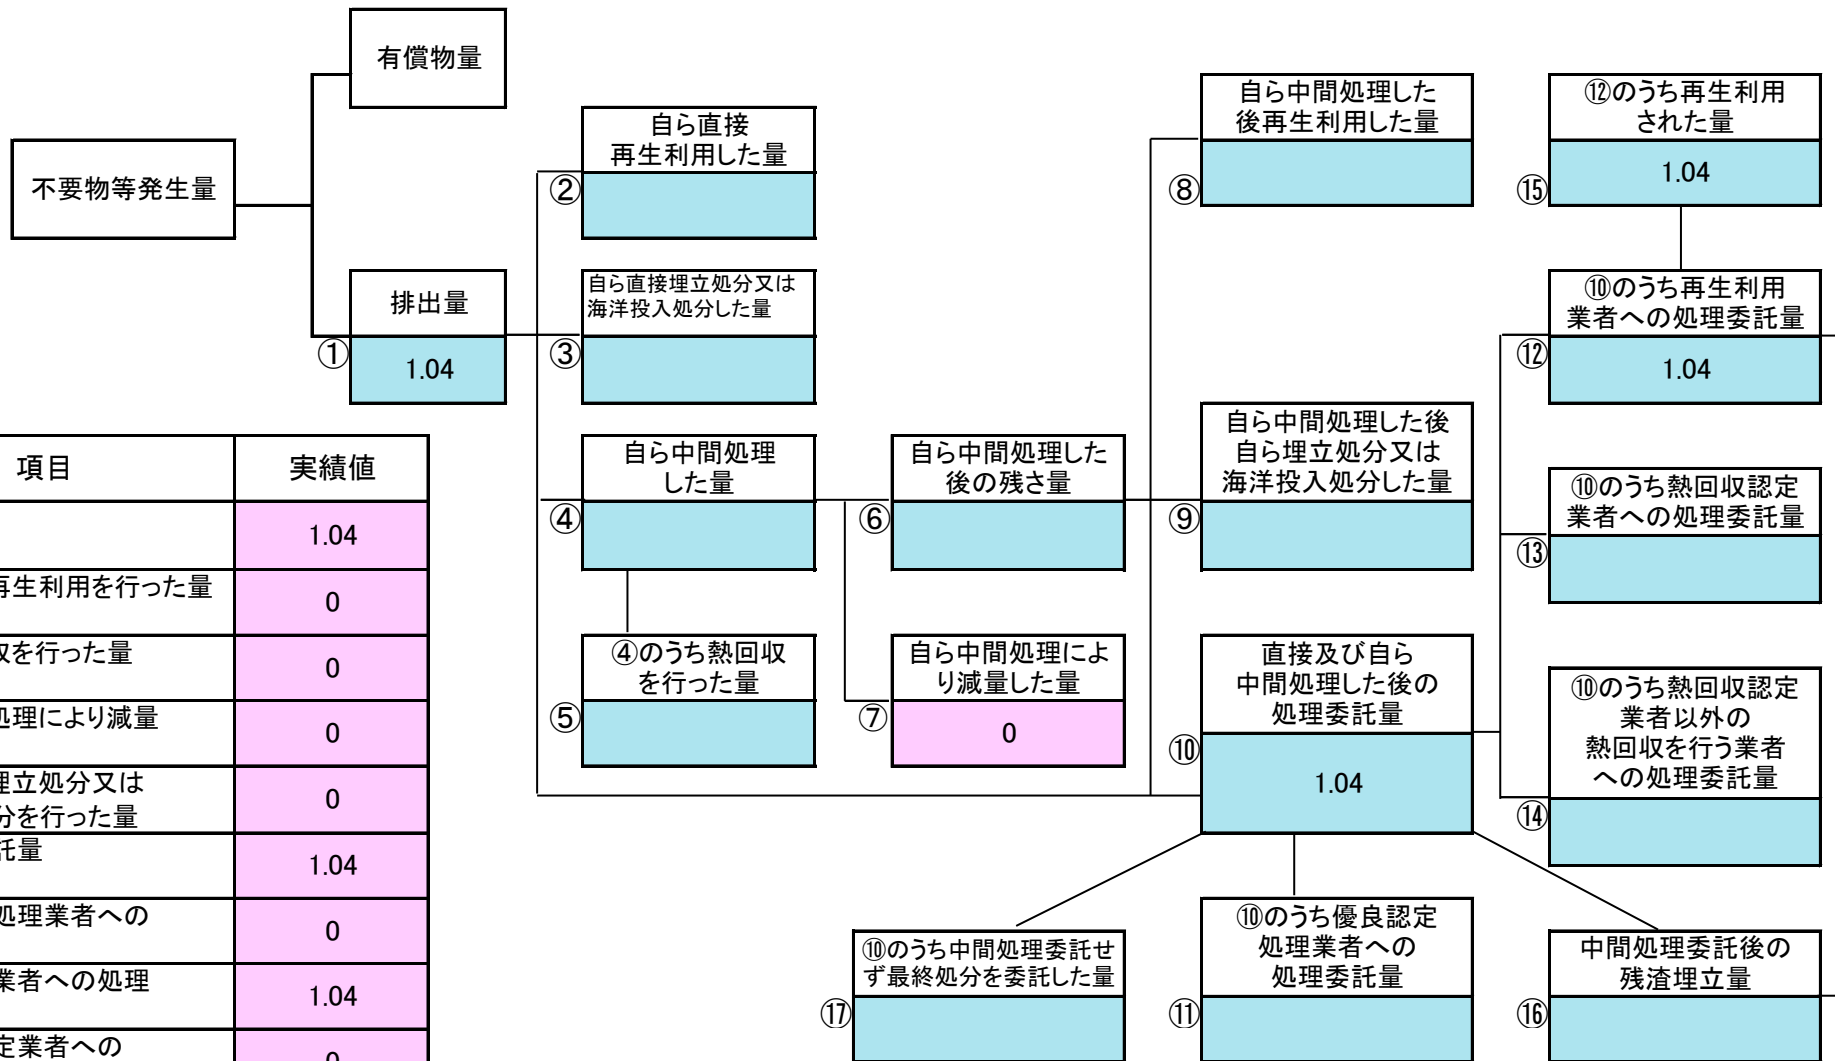 有償物量
不要物等発生量
排出量
①
1.04
自ら直接
再生利用した量
②
自ら直接埋立処分又は
海洋投入処分した量
③
自ら中間処理
した量
④
④のうち熱回収
を行った量
⑤
自ら中間処理した
後の残さ量
⑥
自ら中間処理によ
り減量した量
⑦
0
自ら中間処理した
後再生利用した量
⑧
自ら中間処理した後
自ら埋立処分又は
海洋投入処分した量
⑨
直接及び自ら
中間処理した後の
処理委託量
⑩
1.04
⑫のうち再生利用
された量
⑮
1.04
⑩のうち再生利用
業者への処理委託量
⑫
1.04
⑩のうち熱回収認定
業者への処理委託量
⑬
⑩のうち熱回収認定
業者以外の
熱回収を行う業者
への処理委託量
⑭
⑩のうち中間処理委託せ
ず最終処分を委託した量
⑰
⑩のうち優良認定
処理業者への
処理委託量
⑪
中間処理委託後の
残渣埋立量
⑯
項目 実績値
1.04
再生利用を行った量 0
を行った量 0
処理により減量 0
埋立処分又は
分を行った量 0
託量 1.04
処理業者への 0
業者への処理 1.04
定業者への 0